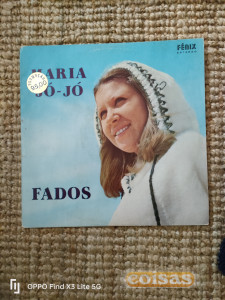 FÉNIX
MARIA
JÓ-JÓ
FADOS
OPPO Find X3 Lite 5G
coisas